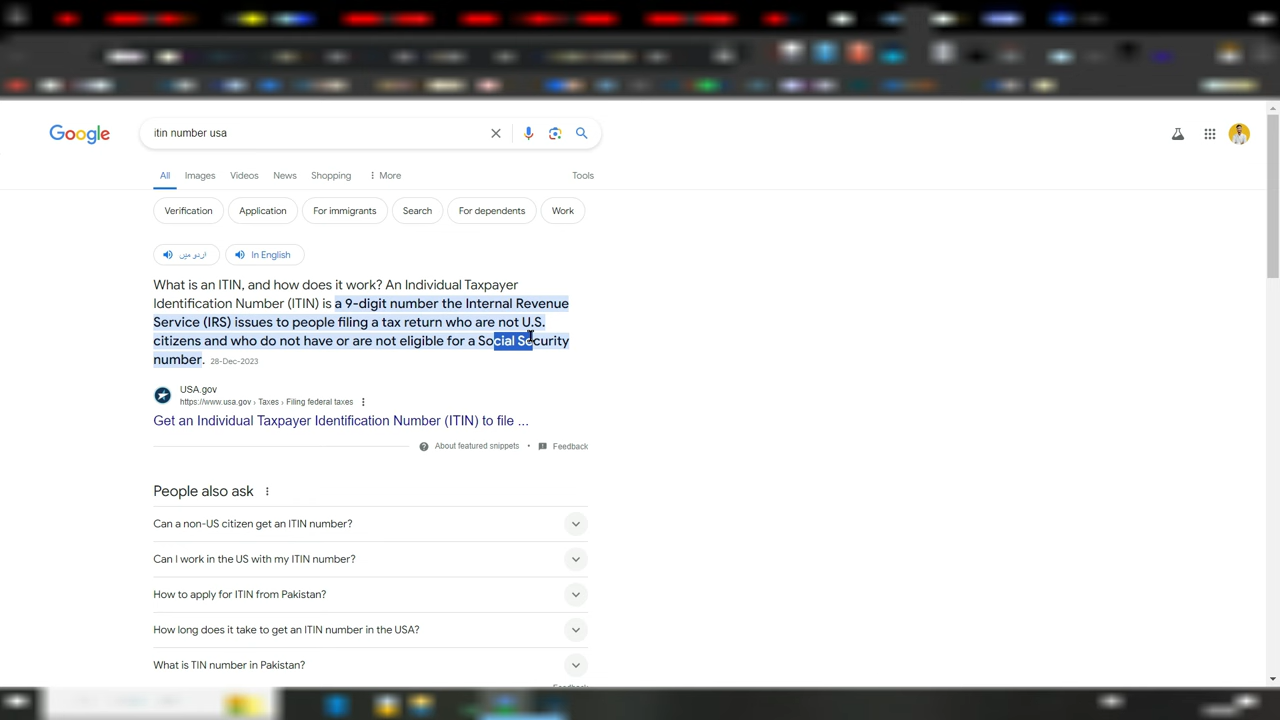 Google
itin number usa
All Images Videos News Shopping More Tools
Verification Application For immigrants Search For dependents Work
اردو میں In English
What is an ITIN, and how does it work? An Individual Taxpayer
Identification Number (ITIN) is a 9-digit number the Internal Revenue
Service (IRS) issues to people filing a tax return who are not U.S.
citizens and who do not have or are not eligible for a Social Security
number. 28-Dec-2023
USA.gov
https://www.usa.gov › Taxes › Filing federal taxes
Get an Individual Taxpayer Identification Number (ITIN) to file ...
About featured snippets • Feedback
People also ask
Can a non-US citizen get an ITIN number?
Can I work in the US with my ITIN number?
How to apply for ITIN from Pakistan?
How long does it take to get an ITIN number in the USA?
What is TIN number in Pakistan?
Feedback